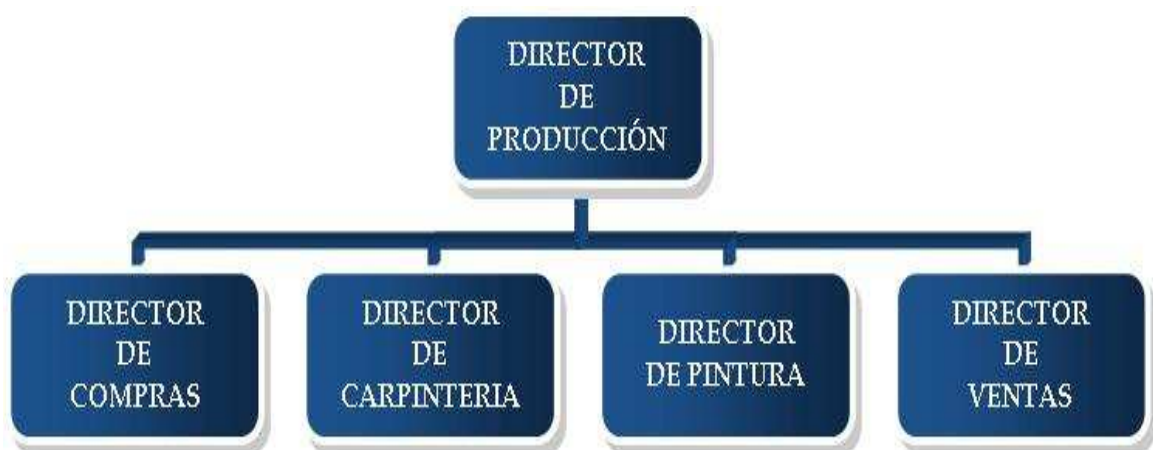 DIRECTOR
DE
PRODUCCIÓN
DIRECTOR
DE
COMPRAS
DIRECTOR
DE
CARPINTERIA
DIRECTOR
DE PINTURA
DIRECTOR
DE
VENTAS